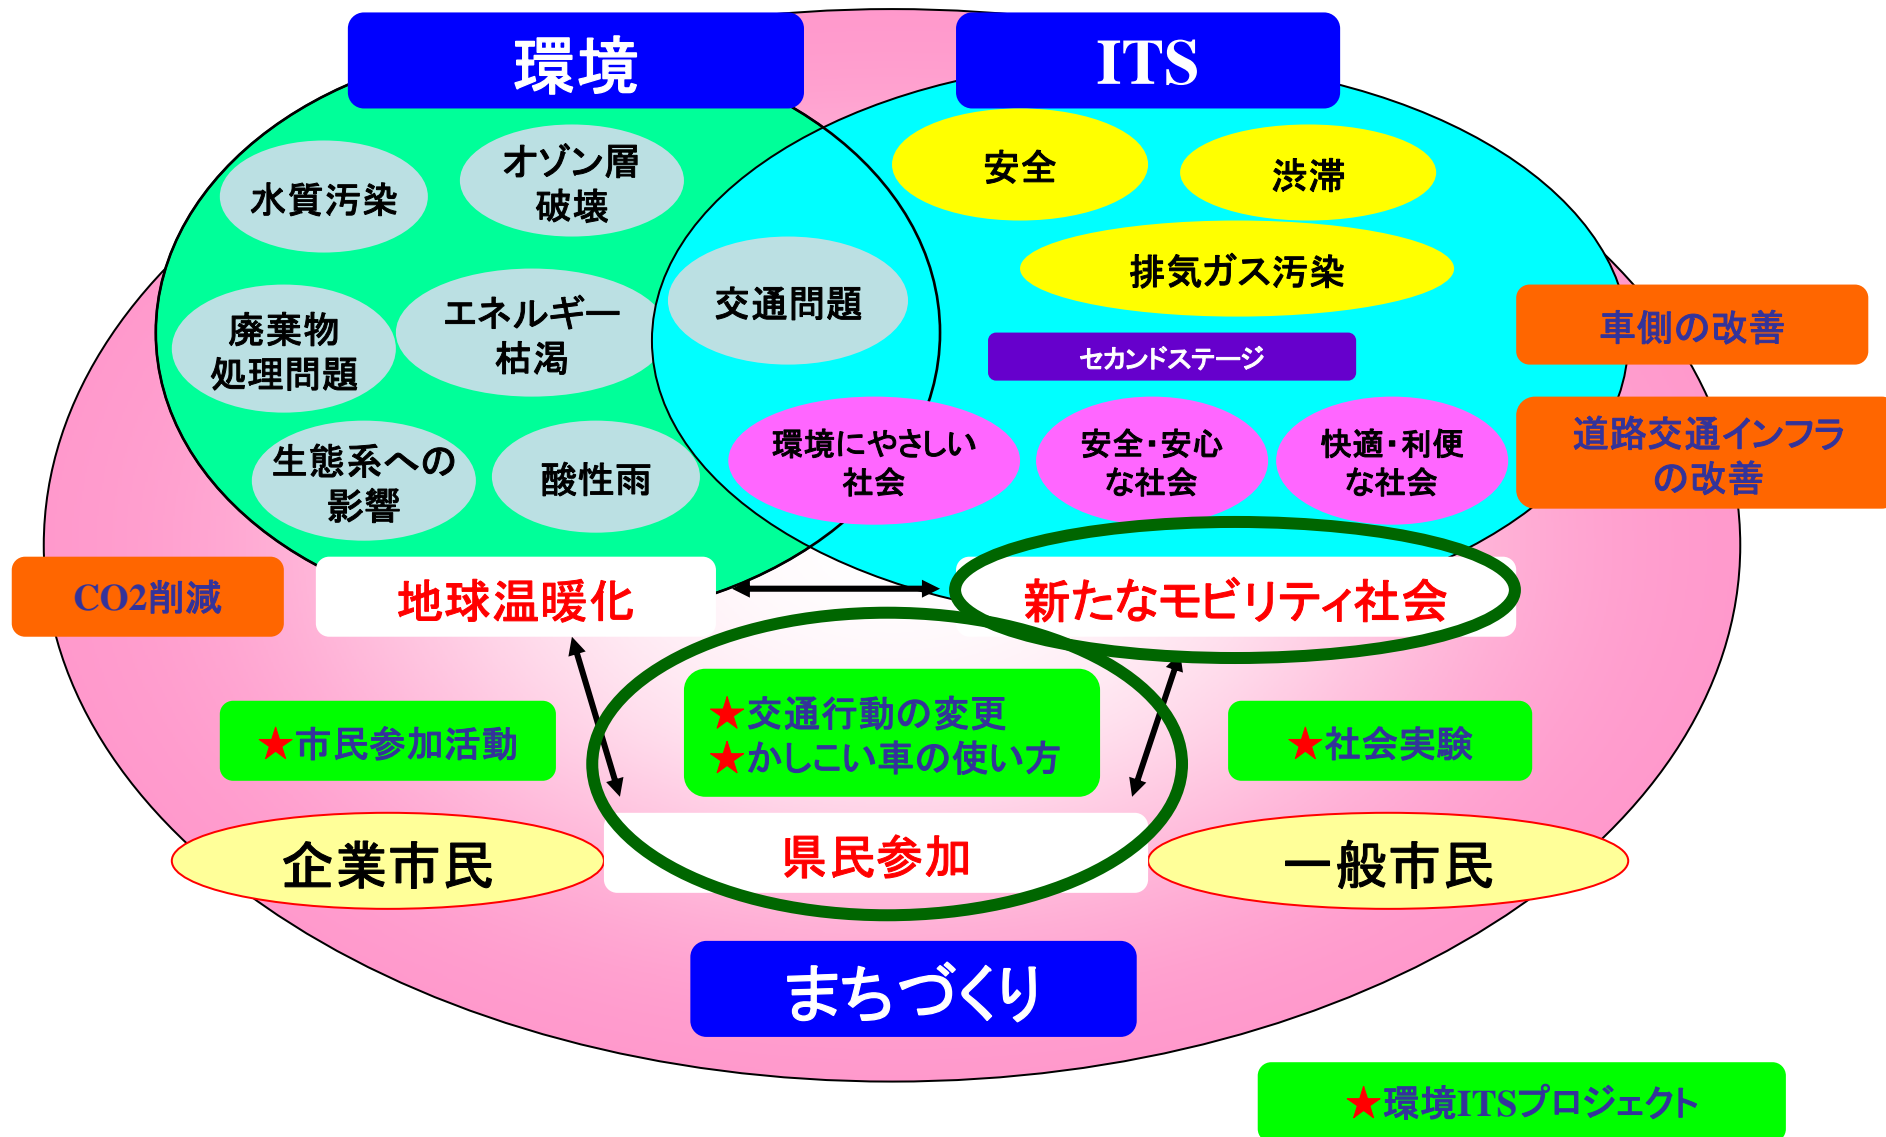 環境
ITS
水質汚染
オゾン層
破壊
安全
渋滞
排気ガス汚染
廃棄物
処理問題
エネルギー
枯渇
交通問題
車側の改善
セカンドステージ
生態系への
影響
酸性雨
環境にやさしい
社会
安全・安心
な社会
快適・利便
な社会
道路交通インフラ
の改善
CO2削減
地球温暖化
新たなモビリティ社会
★市民参加活動
★交通行動の変更
★かしこい車の使い方
★社会実験
企業市民
県民参加
一般市民
まちづくり
★環境ITSプロジェクト